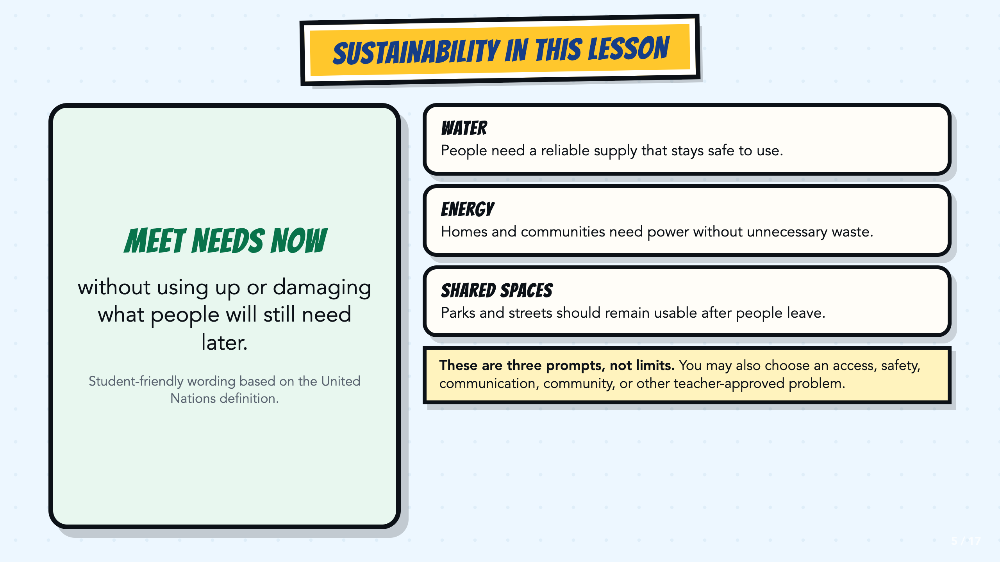 SUSTAINABILITY IN THIS LESSON
MEET NEEDS NOW
without using up or damaging
what people will still need
later.
Student-friendly wording based on the United
Nations definition.
WATER
People need a reliable supply that stays safe to use.
ENERGY
Homes and communities need power without unnecessary waste.
SHARED SPACES
Parks and streets should remain usable after people leave.
These are three prompts, not limits. You may also choose an access, safety,
communication, community, or other teacher-approved problem.
5 / 17